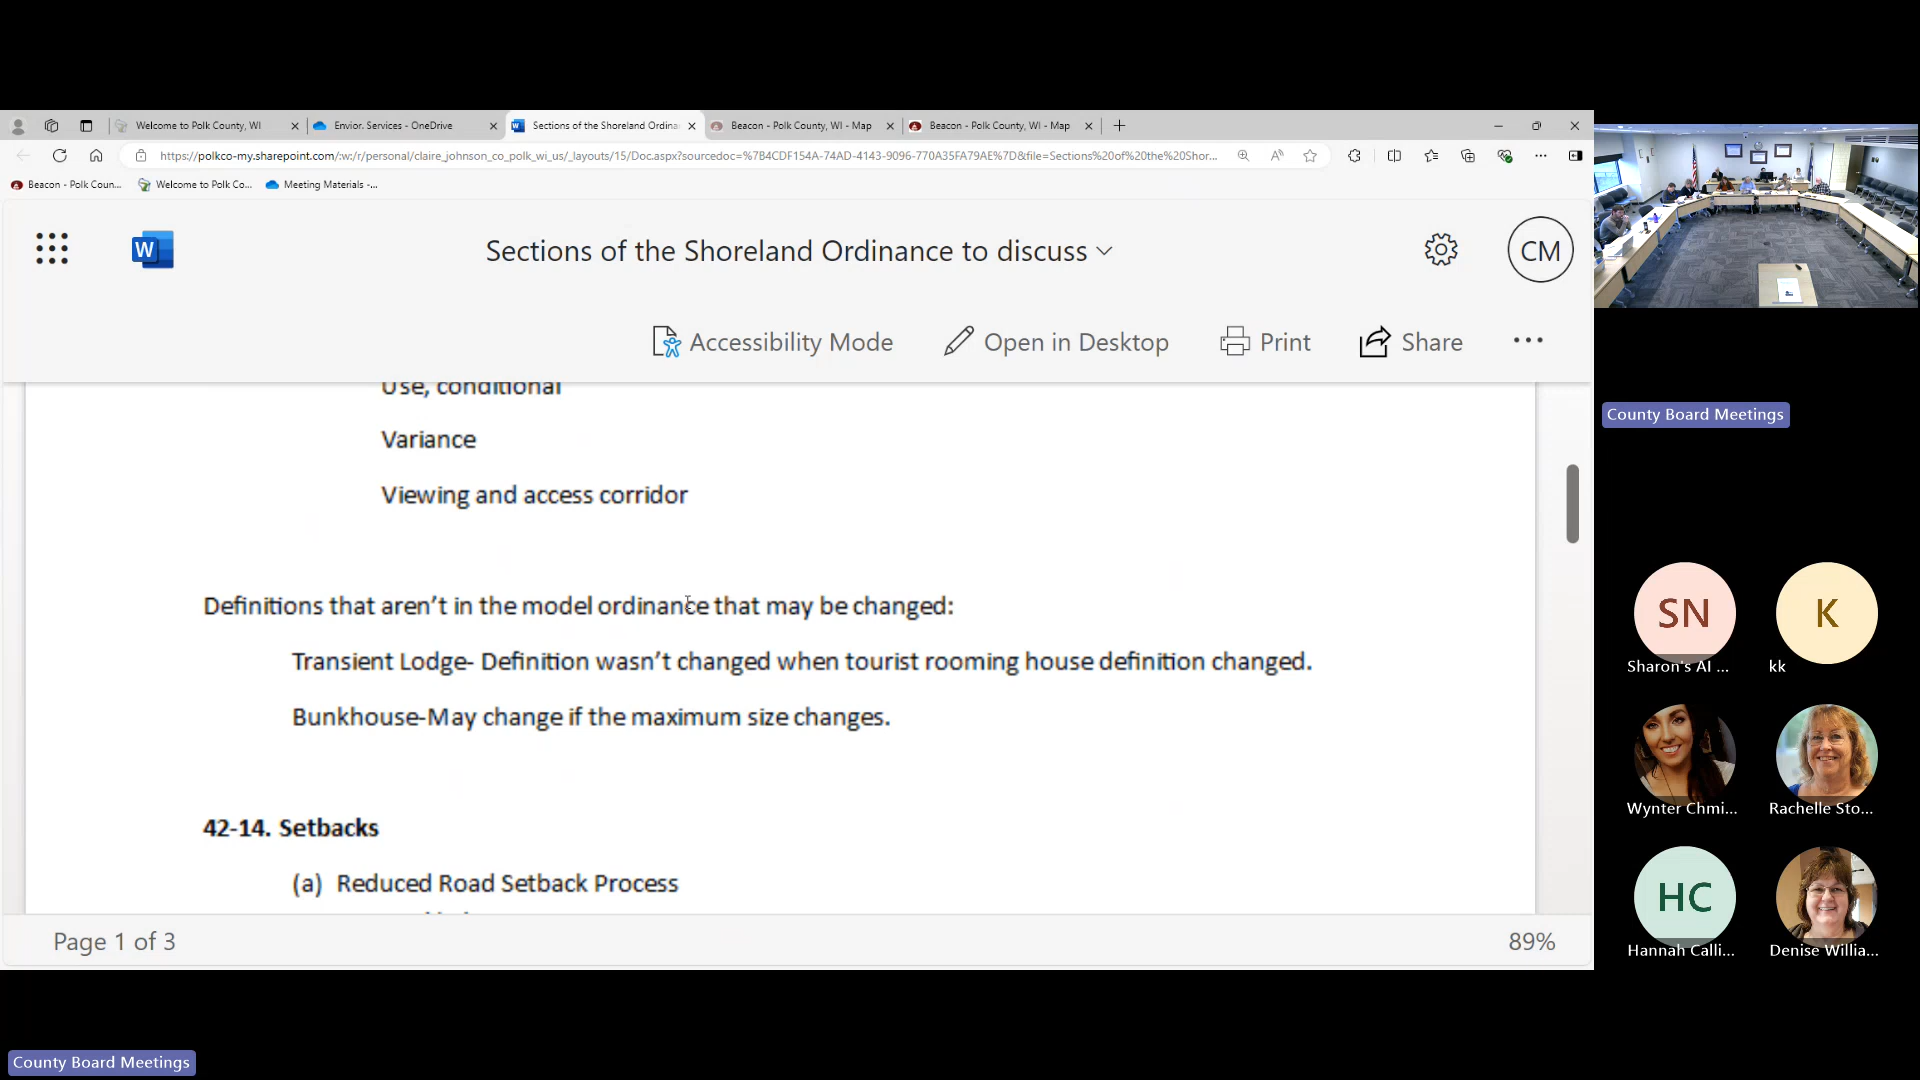 Welcome to Polk County, WI
Envior. Services - OneDrive
Sections of the Shoreland Ordina
Beacon - Polk County, WI - Map
Beacon - Polk County, WI - Map
https://polkco-my.sharepoint.com/:w:/r/personal/claire_johnson_co_polk_wi_us/_layouts/15/Doc.aspx?sourcedoc=%7B4CDF154A-74AD-4143-9096-770A35FA79AE%7D&file=Sections%20of%20the%20Shor...
Beacon - Polk Coun...
Welcome to Polk Co...
Meeting Materials -...
W
Sections of the Shoreland Ordinance to discuss
CM
Accessibility Mode
Open in Desktop
Print
Share
Use, conditional
Variance
Viewing and access corridor
Definitions that aren't in the model ordinance that may be changed:
Transient Lodge- Definition wasn't changed when tourist rooming house definition changed.
Bunkhouse-May change if the maximum size changes.
42-14. Setbacks
(a) Reduced Road Setback Process
Page 1 of 3
89%
County Board Meetings
SN
K
Sharon's AI ...
kk
Wynter Chmi...
Rachelle Sto...
HC
Hannah Calli...
Denise Willia...
County Board Meetings